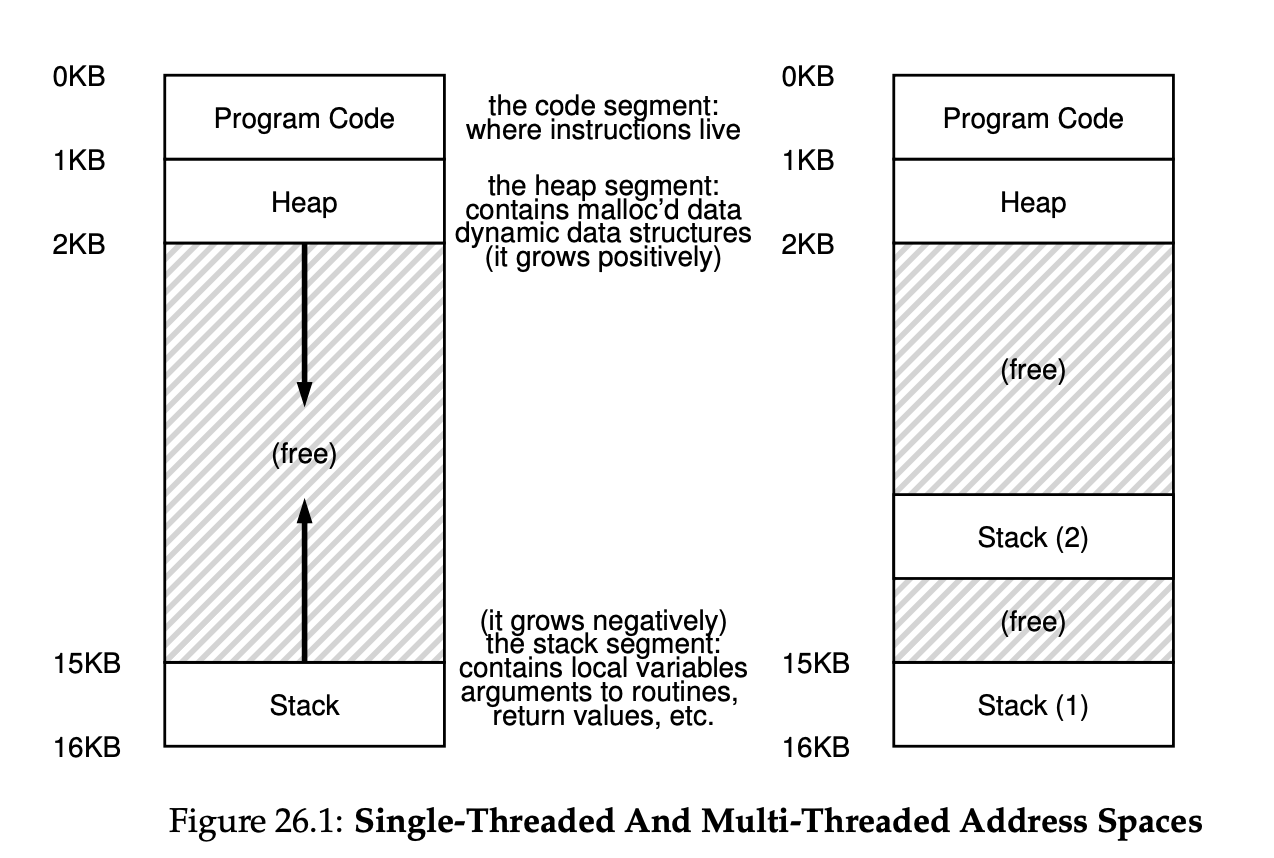 0KB
Program Code
1KB
Heap
2KB
(free)
15KB
Stack
16KB
the code segment:
where instructions live
the heap segment:
contains malloc’d data
dynamic data structures
(it grows positively)
(it grows negatively)
the stack segment:
contains local variables
arguments to routines,
return values, etc.
0KB
Program Code
1KB
Heap
2KB
(free)
Stack (2)
(free)
15KB
Stack (1)
16KB
Figure 26.1: Single-Threaded And Multi-Threaded Address Spaces